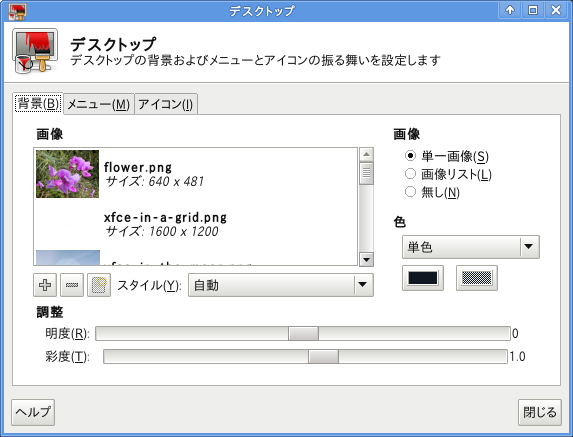 デスクトップ
デスクトップ
デスクトップの背景およびメニューとアイコンの振る舞いを設定します
背景(B) メニュー(M) アイコン(I)
画像
flower.png
サイズ: 640 x 481
xfce-in-a-grid.png
サイズ: 1600 x 1200
スタイル(Y): 自動
画像
単一画像(S)
画像リスト(L)
無し(N)
色
単色
調整
明度(R): 0
彩度(T): 1.0
ヘルプ 閉じる